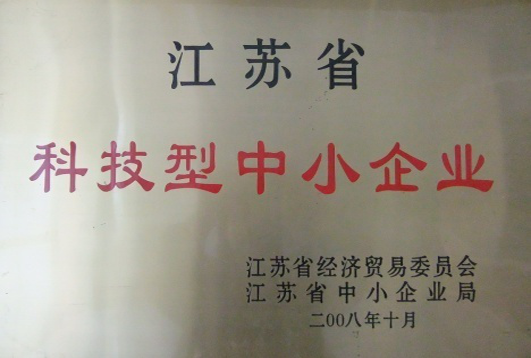 江苏省
科技型中小企业
江苏省经济贸易委员会
江苏省中小企业局
二00八年十月